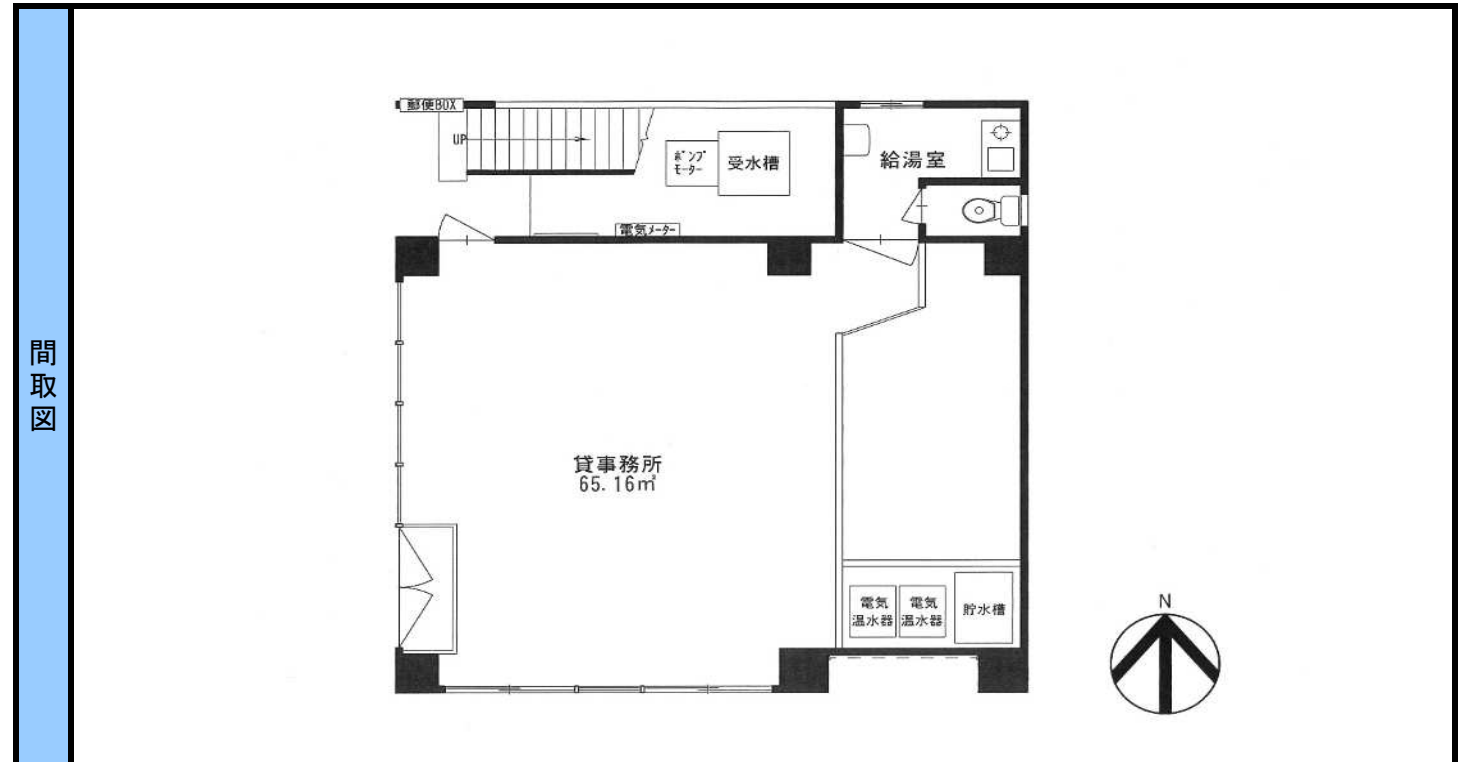 間取図
郵便BOX
UP
ポンプ
モーター
受水槽
給湯室
電気メーター
貸事務所
65.16㎡
電気
温水器
電気
温水器
貯水槽
N